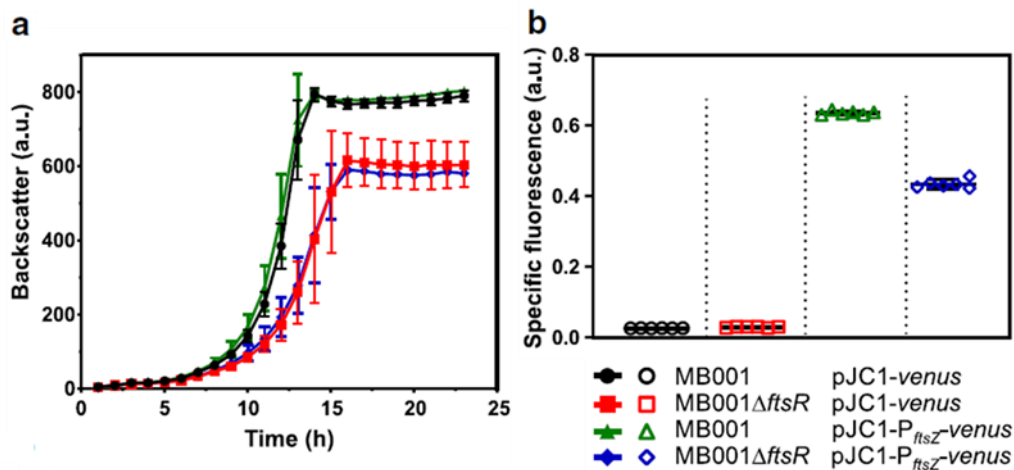 a
Backscatter (a.u.)
800
600
400
200
0
0
5
10
15
20
25
Time (h)
b
Specific fluorescence (a.u.)
0.8
0.6
0.4
0.2
0.0
MB001 pJC1-venus
MB001ΔftsR pJC1-venus
MB001 pJC1-PftsZ-venus
MB001ΔftsR pJC1-PftsZ-venus